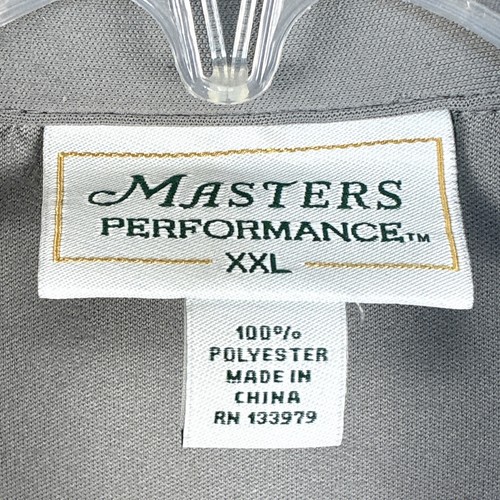 MASTERS
PERFORMANCE™
XXL
100%
POLYESTER
MADE IN
CHINA
RN 133979